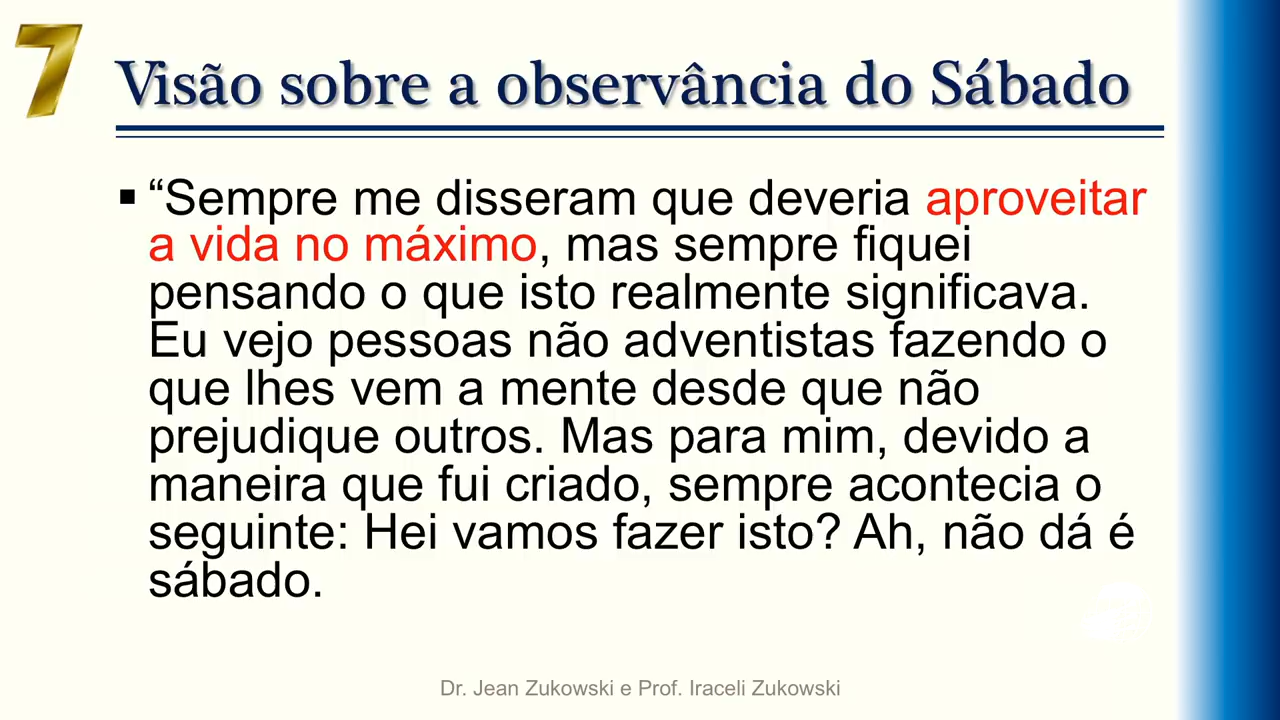 7
Visão sobre a observância do Sábado
▪ “Sempre me disseram que deveria aproveitar
a vida no máximo, mas sempre fiquei
pensando o que isto realmente significava.
Eu vejo pessoas não adventistas fazendo o
que lhes vem a mente desde que não
prejudique outros. Mas para mim, devido a
maneira que fui criado, sempre acontecia o
seguinte: Hei vamos fazer isto? Ah, não dá é
sábado.
Dr. Jean Zukowski e Prof. Iraceli Zukowski